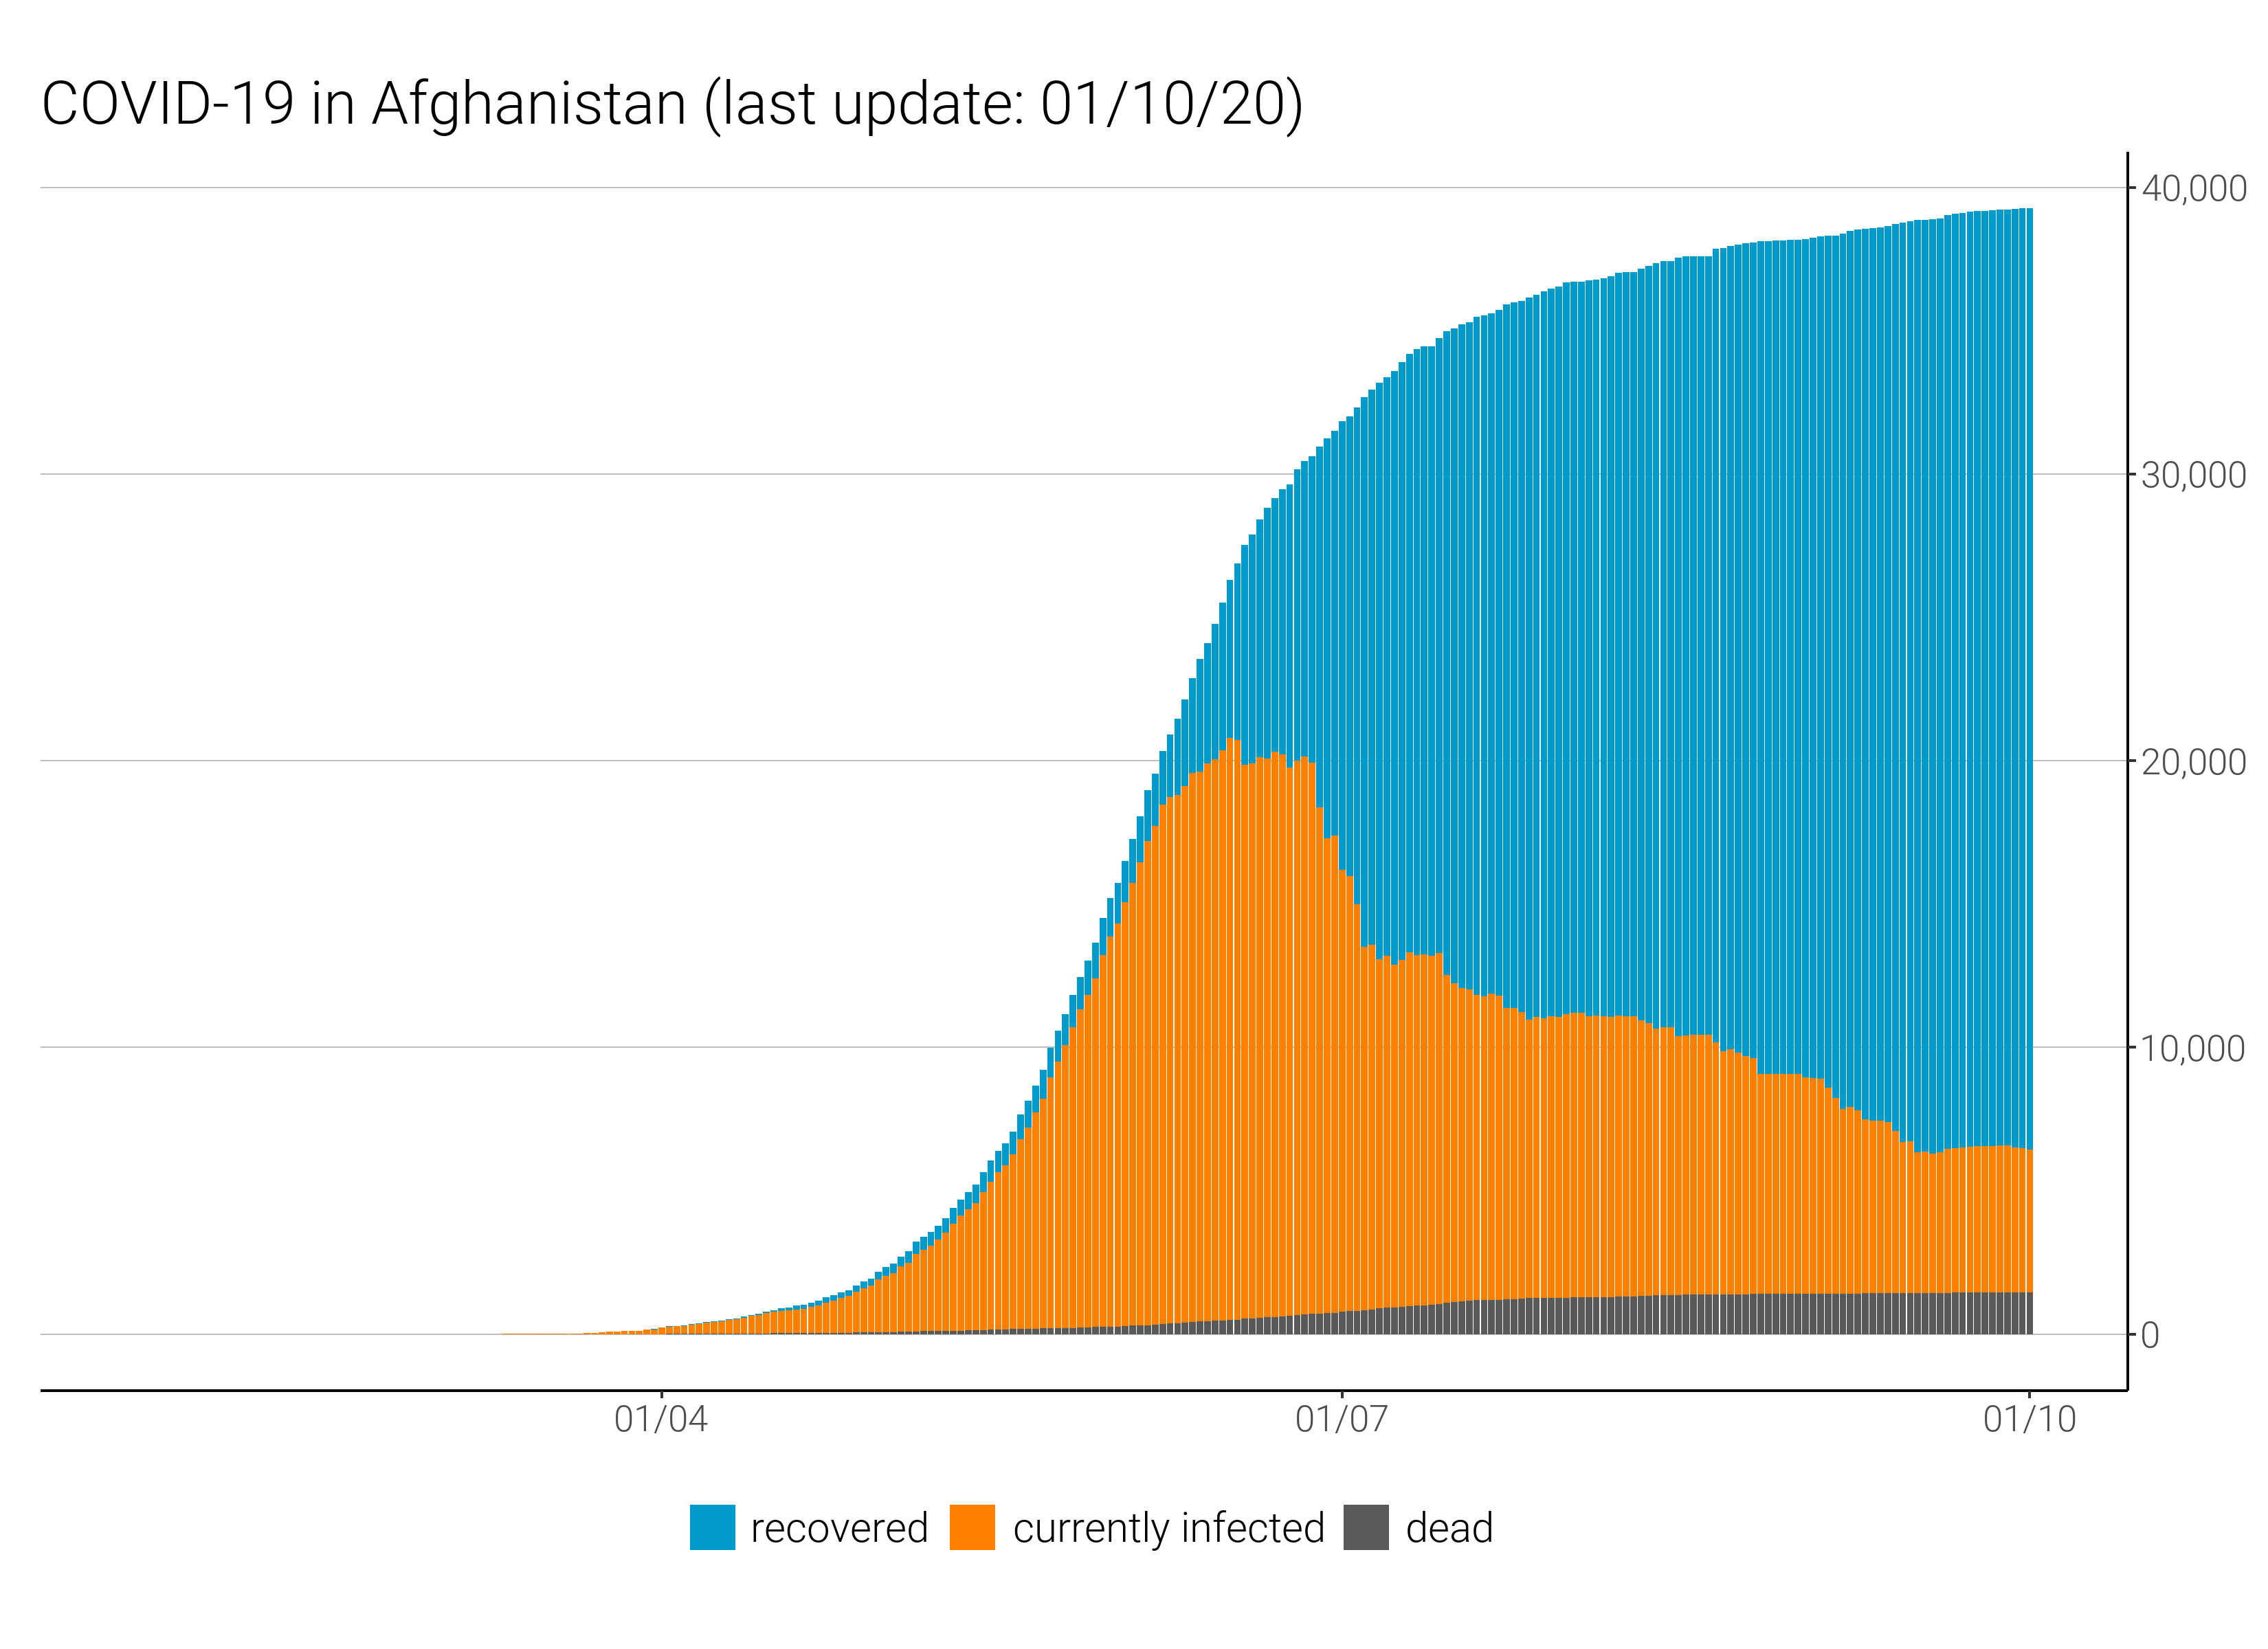 COVID-19 in Afghanistan (last update: 01/10/20)
40,000
30,000
20,000
10,000
0
01/04 01/07 01/10
recovered currently infected dead